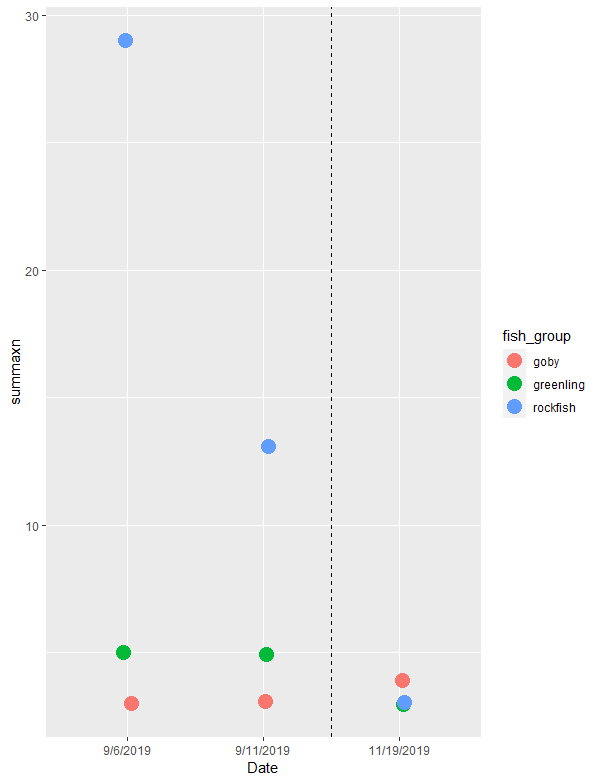 30
20
10
summaxn
9/6/2019
9/11/2019
11/19/2019
Date
fish_group
goby
greenling
rockfish